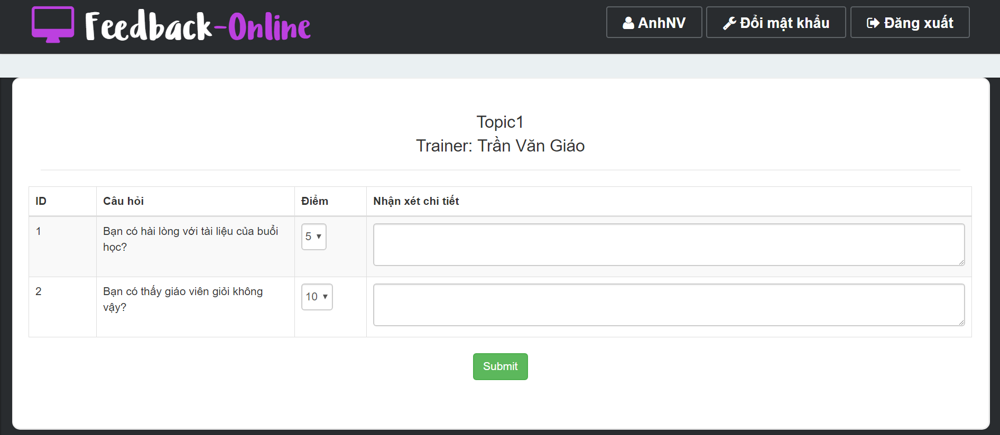 Feedback-Online
AnhNV
Đổi mật khẩu
Đăng xuất
Topic1
Trainer: Trần Văn Giáo
ID
Câu hỏi
Điểm
Nhận xét chi tiết
1
Bạn có hài lòng với tài liệu của buổi
học?
5
2
Bạn có thấy giáo viên giỏi không
vậy?
10
Submit